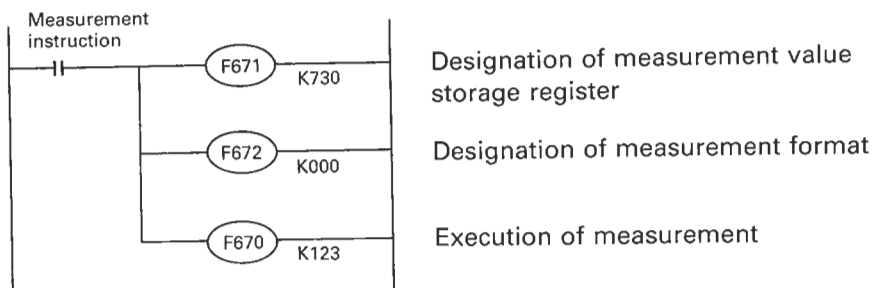 Measurement
instruction
F671
K730
Designation of measurement value
storage register
F672
K000
Designation of measurement format
F670
K123
Execution of measurement